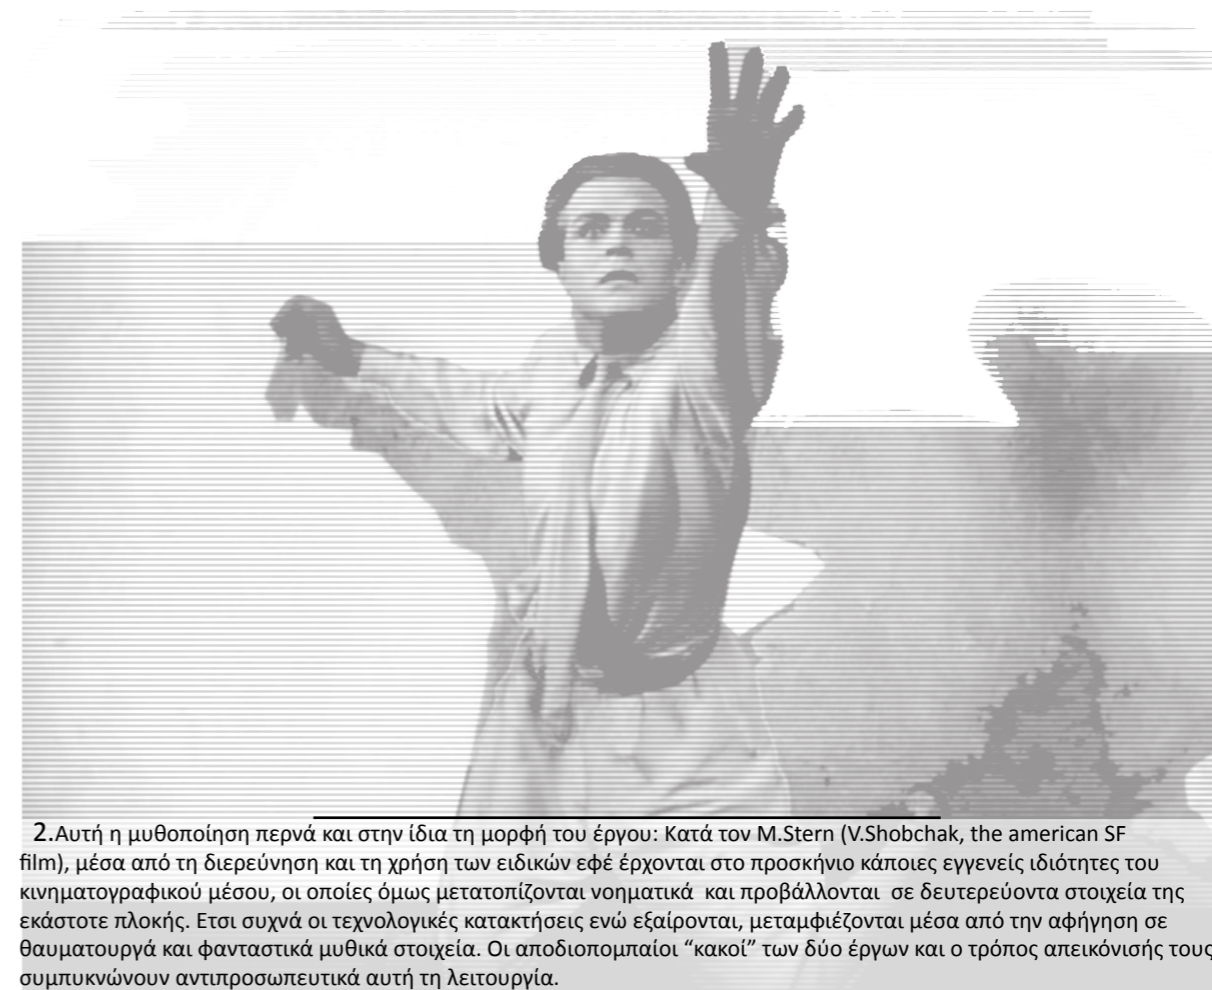 2.Αυτή η μυθοποίηση περνά και στην ίδια τη μορφή του έργου: Κατά τον M.Stern (V.Shobchak, the american SF
film), μέσα από τη διερεύνηση και τη χρήση των ειδικών εφέ έρχονται στο προσκήνιο κάποιες εγγενείς ιδιότητες του
κινηματογραφικού μέσου, οι οποίες όμως μετατοπίζονται νοηματικά και προβάλλονται σε δευτερεύοντα στοιχεία της
εκάστοτε πλοκής. Ετσι συχνά οι τεχνολογικές κατακτήσεις ενώ εξαίρονται, μεταμφιέζονται μέσα από την αφήγηση σε
θαυματουργά και φανταστικά μυθικά στοιχεία. Οι αποδιοπομπαίοι “κακοί” των δύο έργων και ο τρόπος απεικόνισής τους
συμπυκνώνουν αντιπροσωπευτικά αυτή τη λειτουργία.